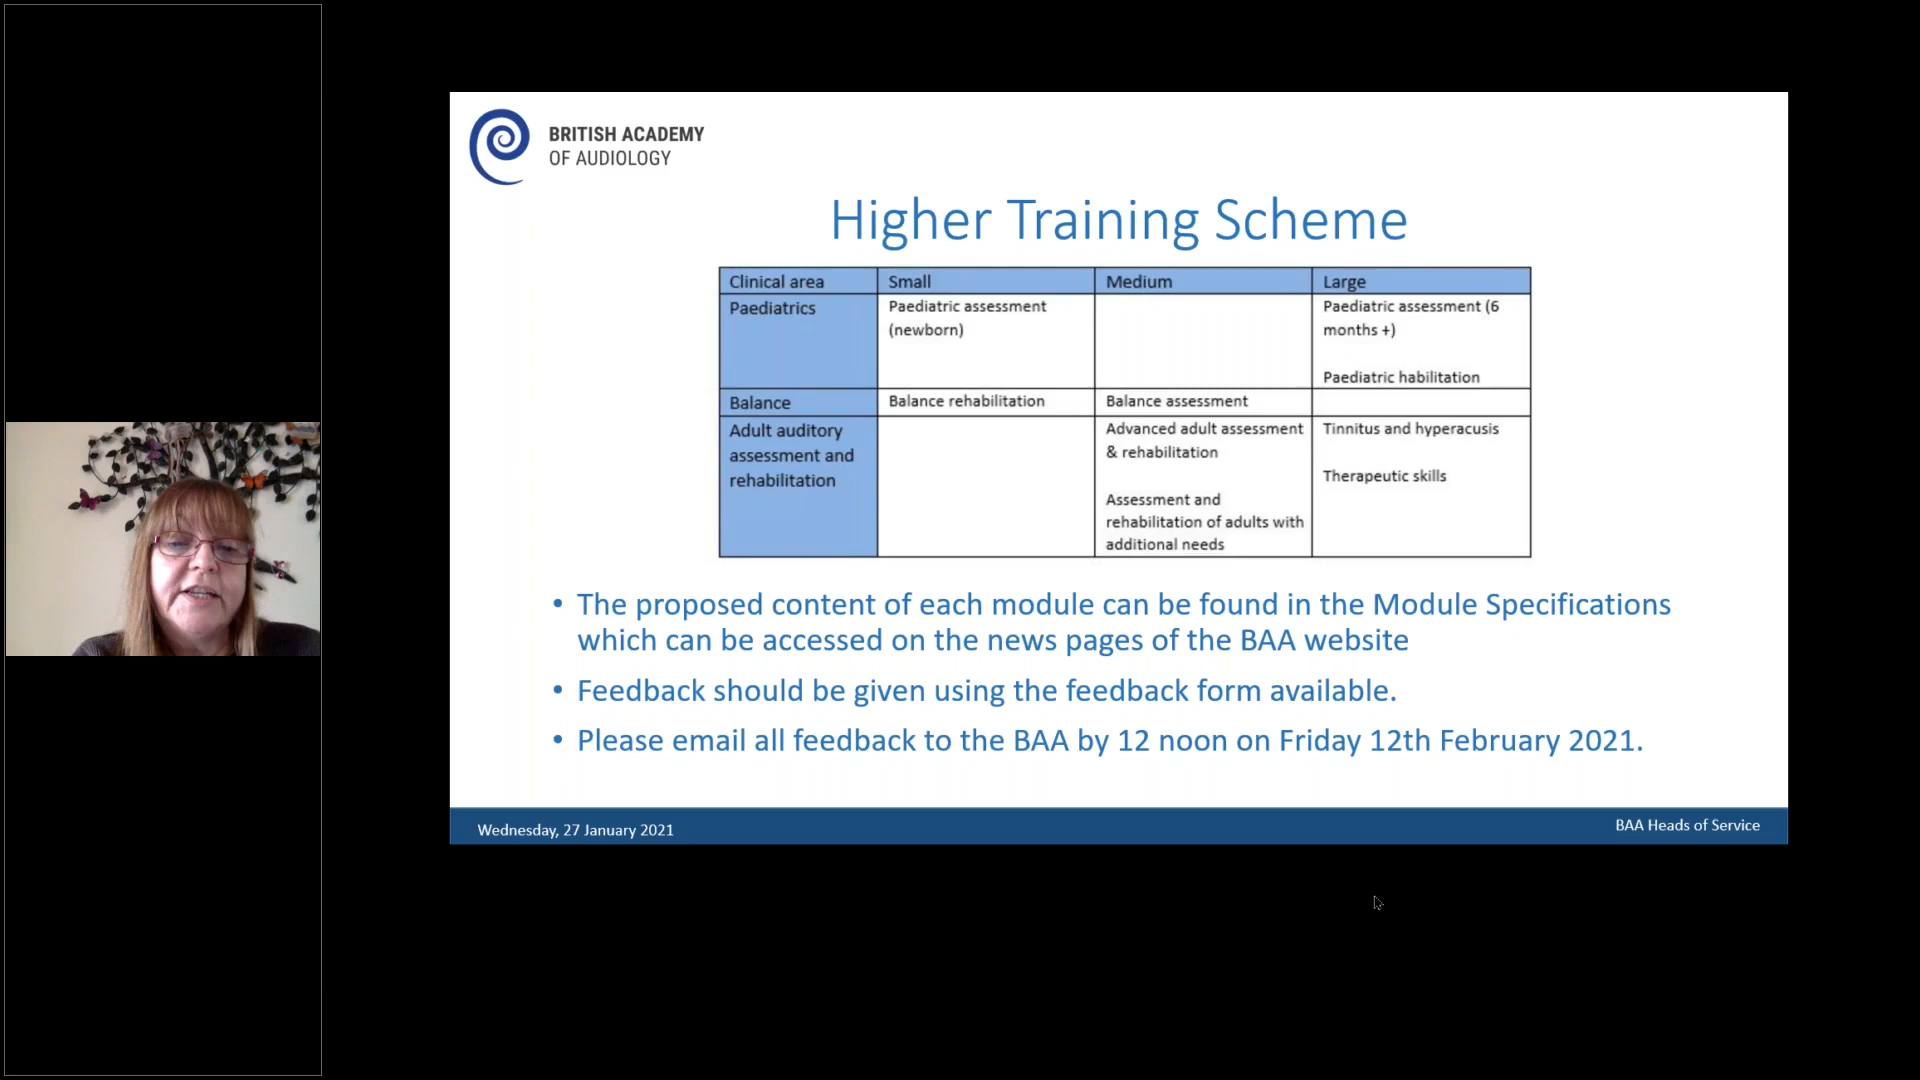 BRITISH ACADEMY
OF AUDIOLOGY
Higher Training Scheme
Clinical area Small Medium Large
Paediatrics
Paediatric assessment
(newborn)
Paediatric assessment (6
months +)
Paediatric habilitation
Balance Balance rehabilitation Balance assessment
Adult auditory
assessment and
rehabilitation
Advanced adult assessment
& rehabilitation
Assessment and
rehabilitation of adults with
additional needs
Tinnitus and hyperacusis
Therapeutic skills
• The proposed content of each module can be found in the Module Specifications
which can be accessed on the news pages of the BAA website
• Feedback should be given using the feedback form available.
• Please email all feedback to the BAA by 12 noon on Friday 12th February 2021.
Wednesday, 27 January 2021
BAA Heads of Service